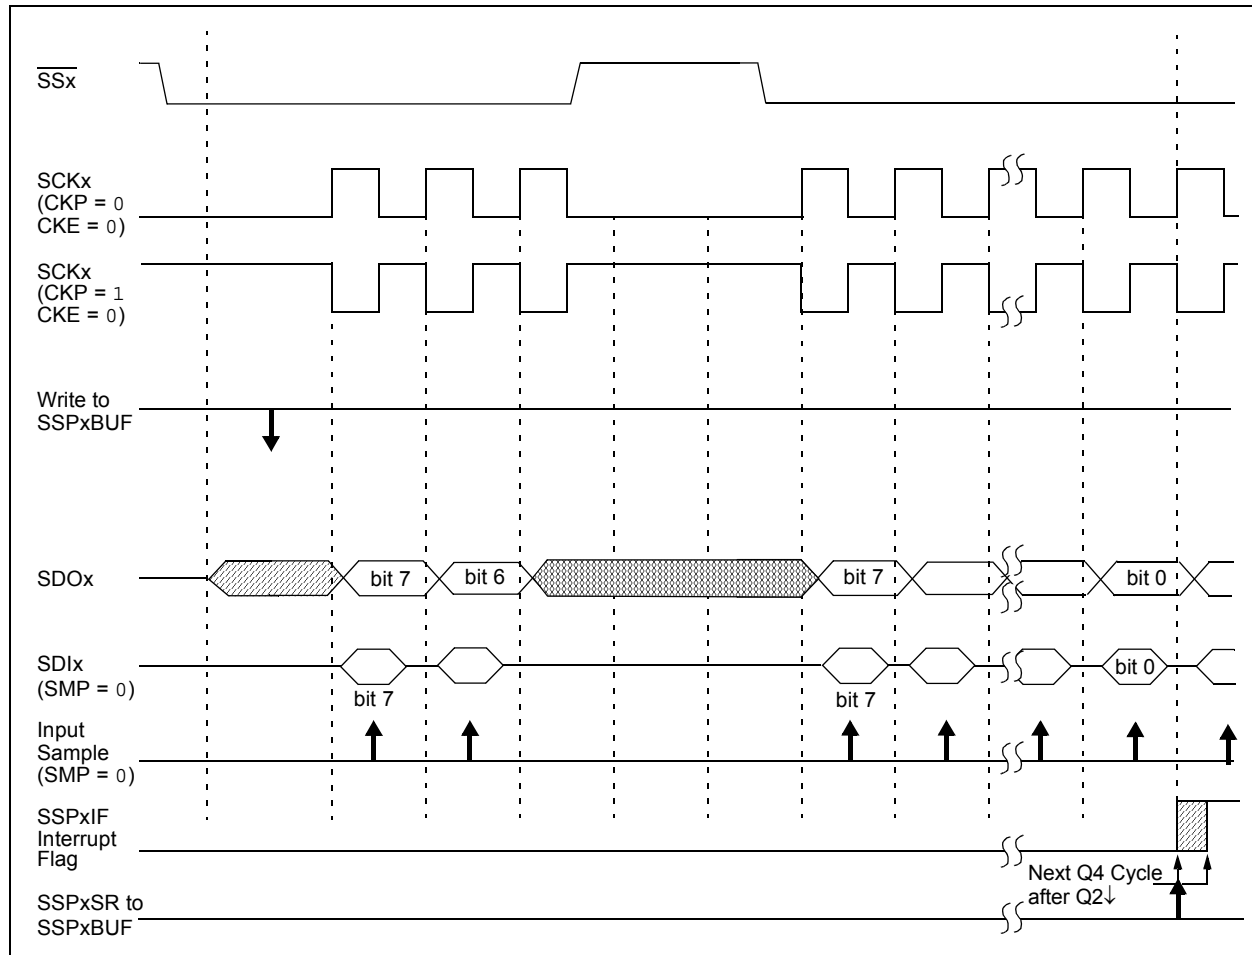 SSx
SCKx
(CKP = 0
CKE = 0)
SCKx
(CKP = 1
CKE = 0)
Write to
SSPxBUF
SDOx
bit 7
bit 6
bit 7
bit 0
SDIx
(SMP = 0)
bit 7
bit 7
bit 0
Input
Sample
(SMP = 0)
SSPxIF
Interrupt
Flag
Next Q4 Cycle
after Q2↓
SSPxSR to
SSPxBUF